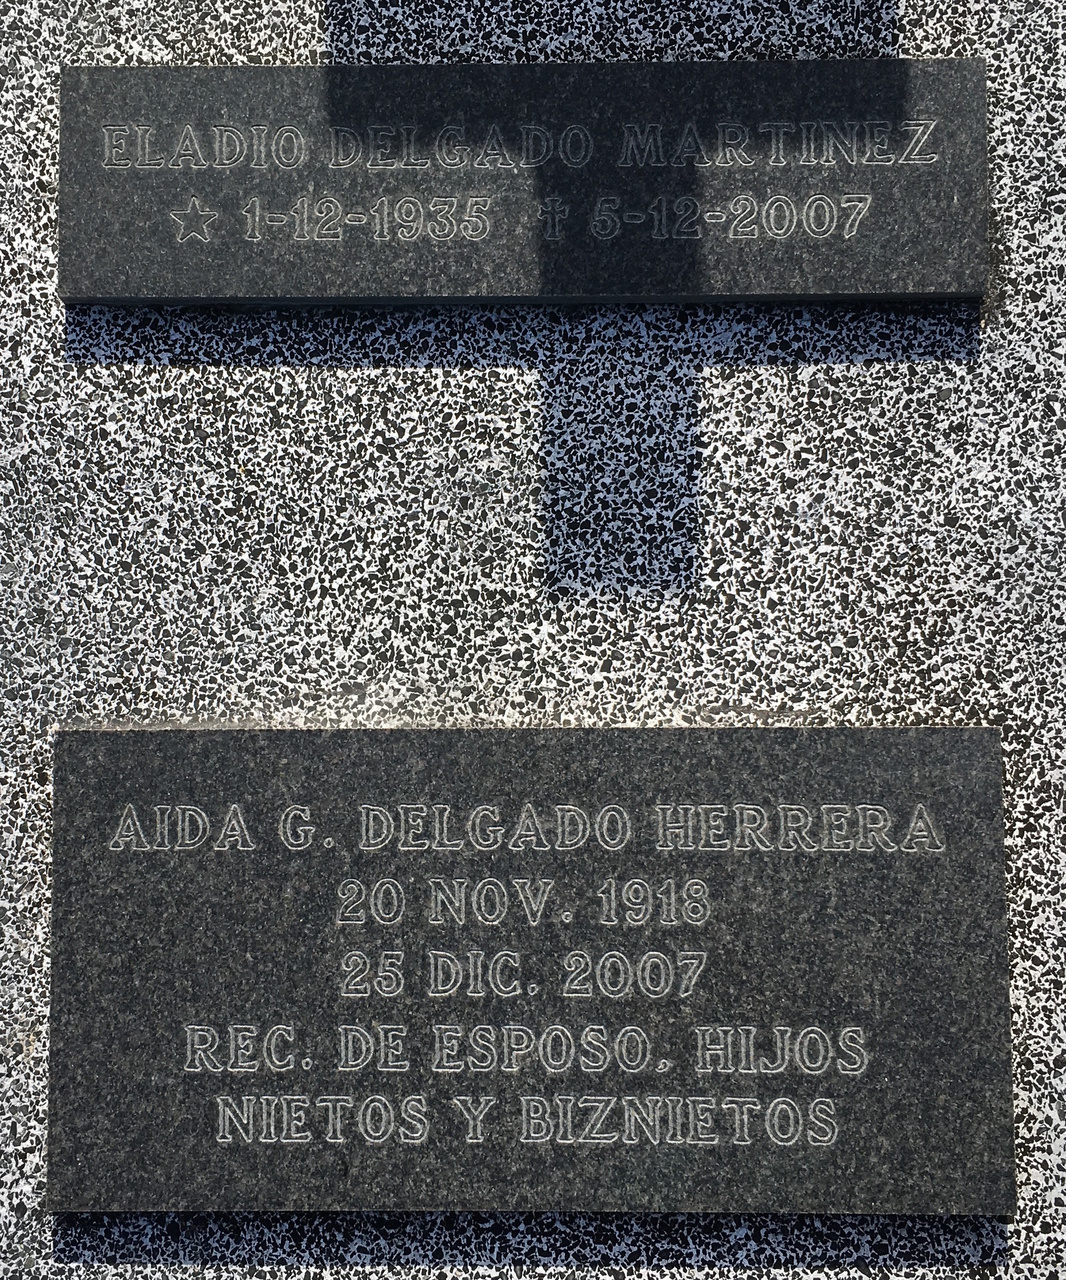 ELADIO DELGADO MARTINEZ
☆ 1-12-1935 ✝ 5-12-2007
AIDA G. DELGADO HERRERA
20 NOV. 1918
25 DIC. 2007
REC. DE ESPOSO, HIJOS
NIETOS Y BIZNIETOS